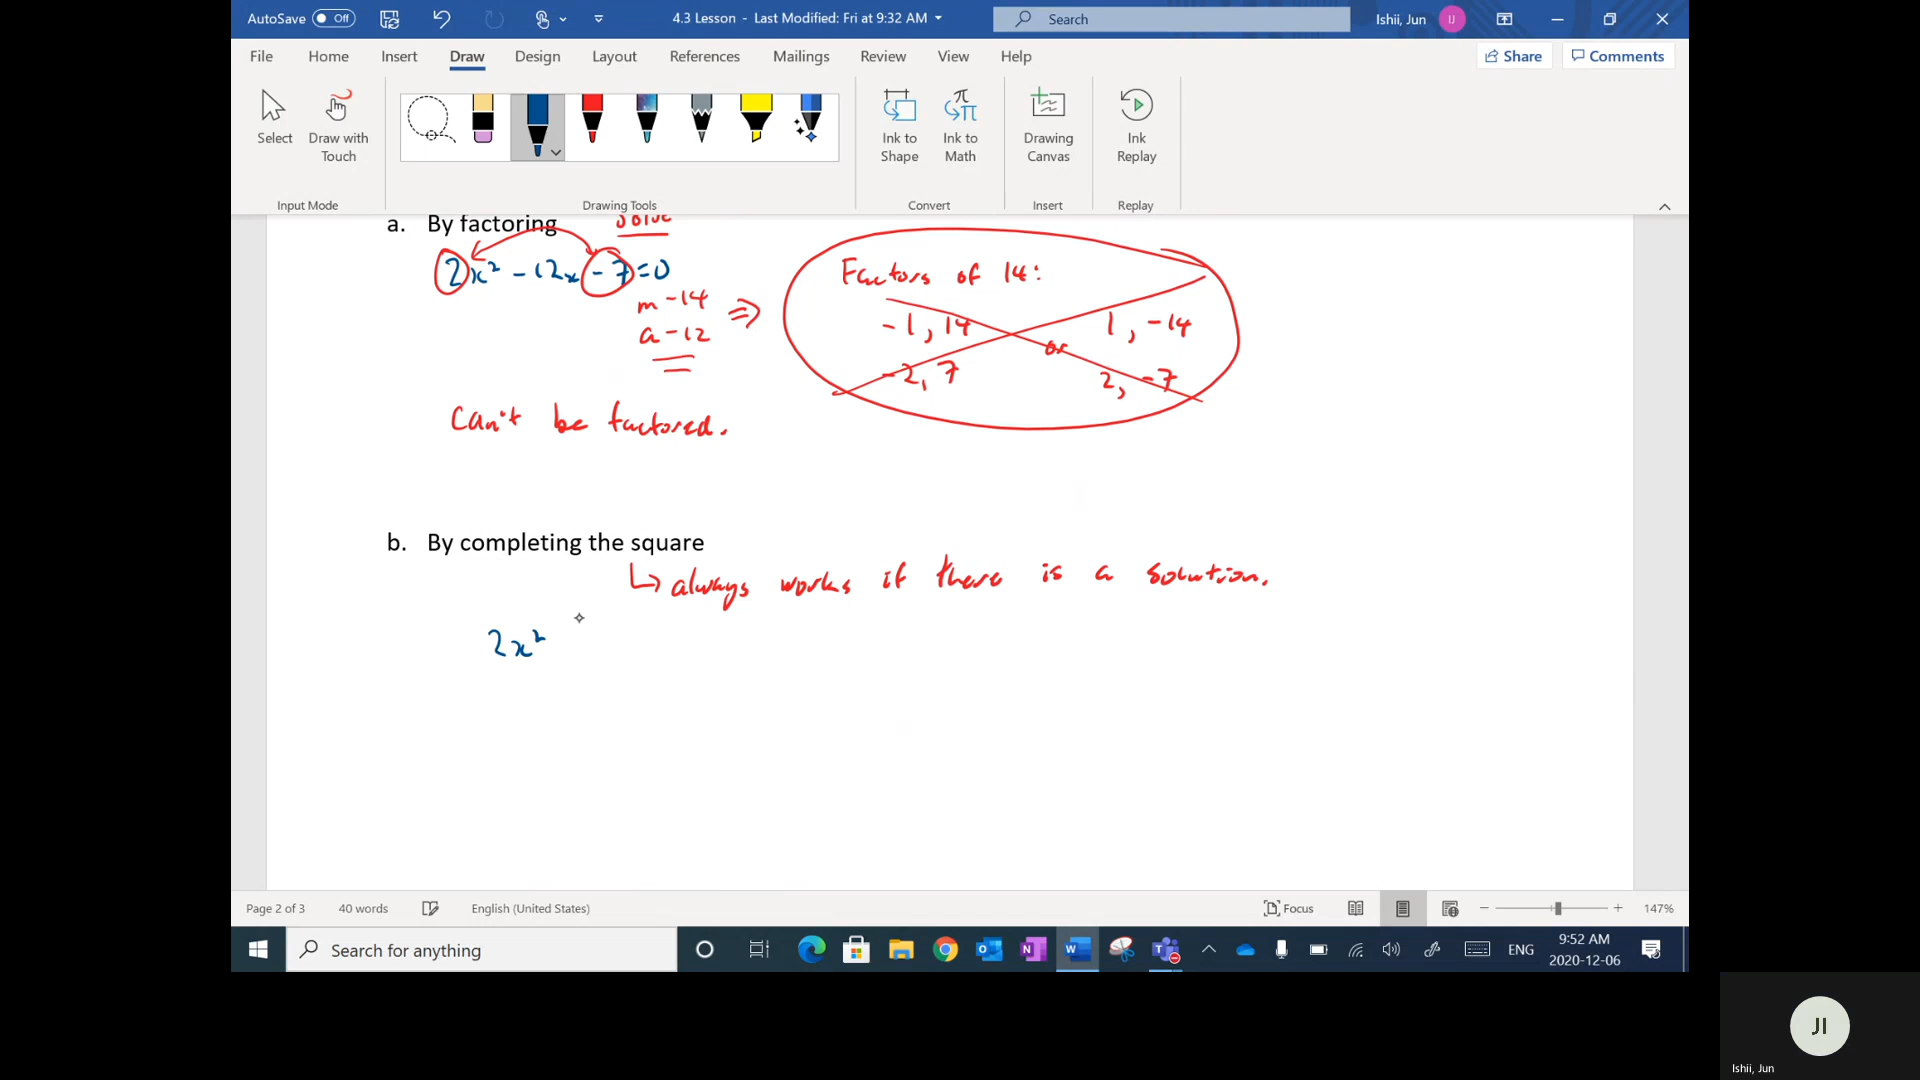 AutoSave Off 4.3 Lesson - Last Modified: Fri at 9:32 AM Search Ishii, Jun IJ
File Home Insert Draw Design Layout References Mailings Review View Help Share Comments
Select Draw with Touch Ink to Shape Ink to Math Drawing Canvas Ink Replay
Input Mode Drawing Tools Convert Insert Replay
a. By factoring solve
2x² - 12x - 7 = 0
m -14
a -12
⇒
Factors of 14:
-1, 14 or 1, -14
-2, 7 2, -7
Can't be factored.
b. By completing the square
↳ always works if there is a solution.
2x²
Page 2 of 3 40 words English (United States) Focus 147%
Search for anything ENG 9:52 AM
2020-12-06
JI
Ishii, Jun